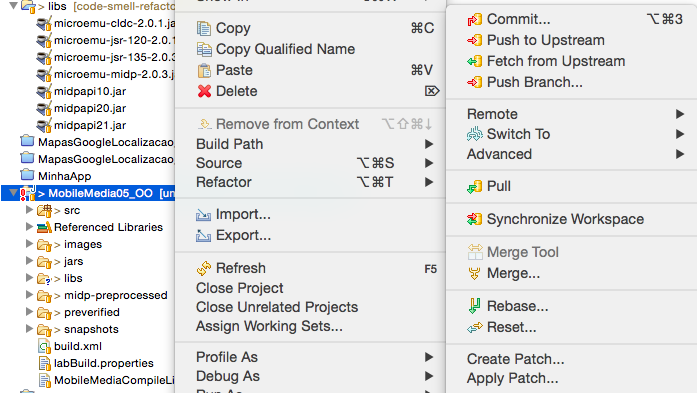 > libs [code-smell-refacto
microemu-cldc-2.0.1.ja
microemu-jsr-120-2.0.1
microemu-jsr-135-2.0.3
microemu-midp-2.0.3.j
midpapi10.jar
midpapi20.jar
midpapi21.jar
MapasGoogleLocalizacao
MapasGoogleLocalizacao
MinhaApp
> MobileMedia05_OO [un
> src
Referenced Libraries
> images
> jars
> libs
> midp-preprocessed
> preverified
> snapshots
build.xml
labBuild.properties
MobileMediaCompileLi
Show In
Copy ⌘C
Copy Qualified Name
Paste ⌘V
Delete ⌦
Remove from Context ⌥⇧⌘↓
Build Path
Source ⌥⌘S
Refactor ⌥⌘T
Import...
Export...
Refresh F5
Close Project
Close Unrelated Projects
Assign Working Sets...
Profile As
Debug As
Run As
Commit... ⌥⌘3
Push to Upstream
Fetch from Upstream
Push Branch...
Remote
Switch To
Advanced
Pull
Synchronize Workspace
Merge Tool
Merge...
Rebase...
Reset...
Create Patch...
Apply Patch...